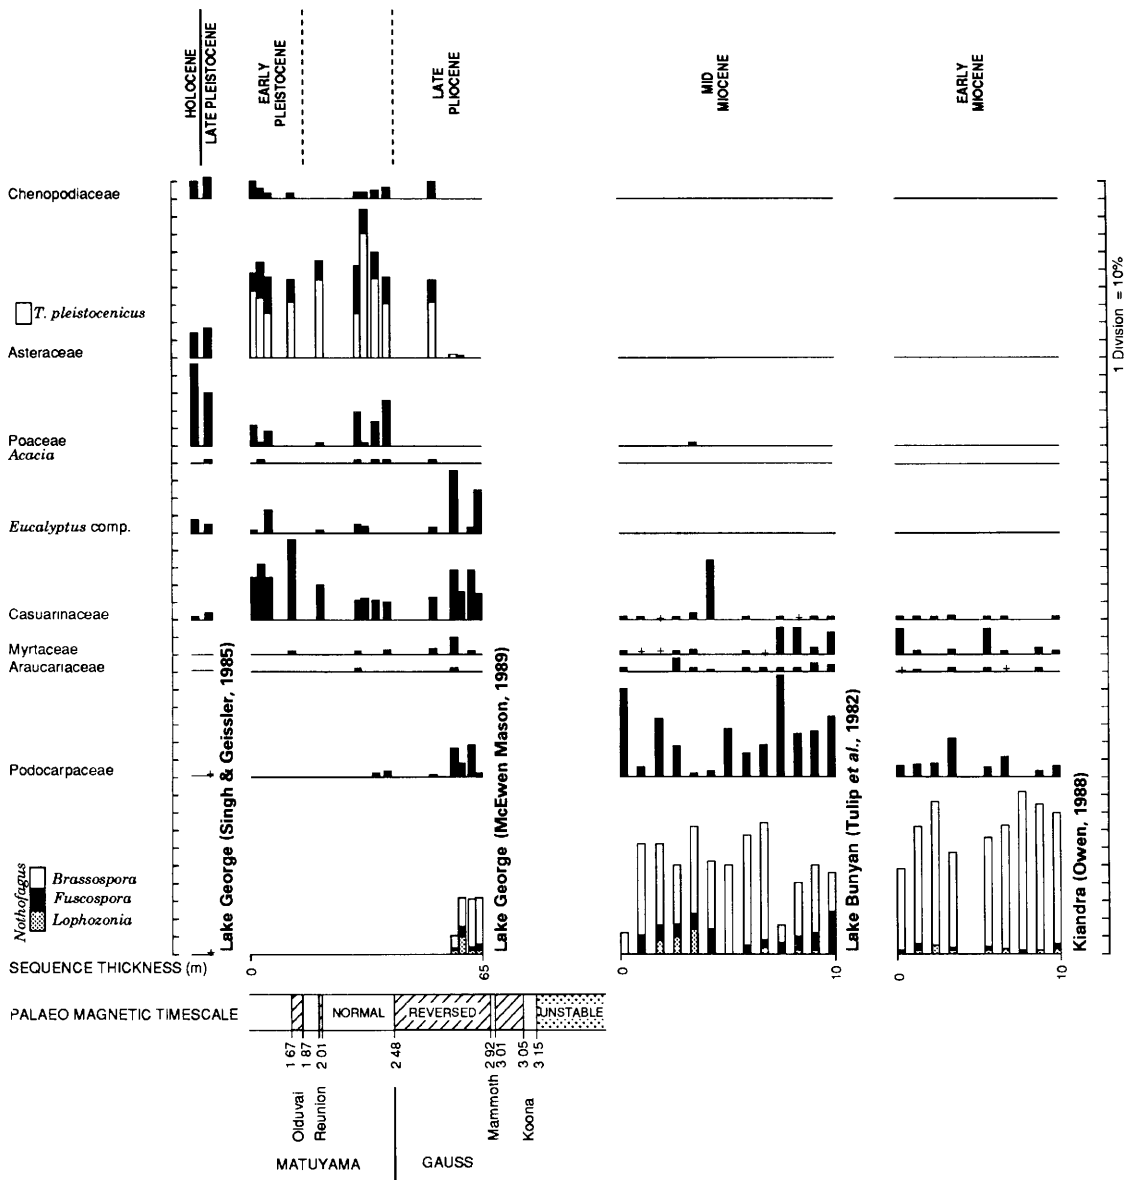 HOLOCENE
LATE PLEISTOCENE
EARLY
PLEISTOCENE
LATE
PLIOCENE
MID
MIOCENE
EARLY
MIOCENE
Chenopodiaceae
T. pleistocenicus
Asteraceae
Poaceae
Acacia
Eucalyptus comp.
Casuarinaceae
Myrtaceae
Araucariaceae
Podocarpaceae
Nothofagus
Brassospora
Fuscospora
Lophozonia
Lake George (Singh & Geissler, 1985)
Lake George (McEwen Mason, 1989)
Lake Bunyan (Tulip et al., 1982)
Kiandra (Owen, 1988)
1 Division = 10%
SEQUENCE THICKNESS (m)
0
65
0
10
0
10
PALAEO MAGNETIC TIMESCALE
NORMAL
REVERSED
UNSTABLE
1 67
1 87
2 01
2 48
2 92
3 01
3 05
3 15
Olduvai
Reunion
Mammoth
Koona
MATUYAMA
GAUSS